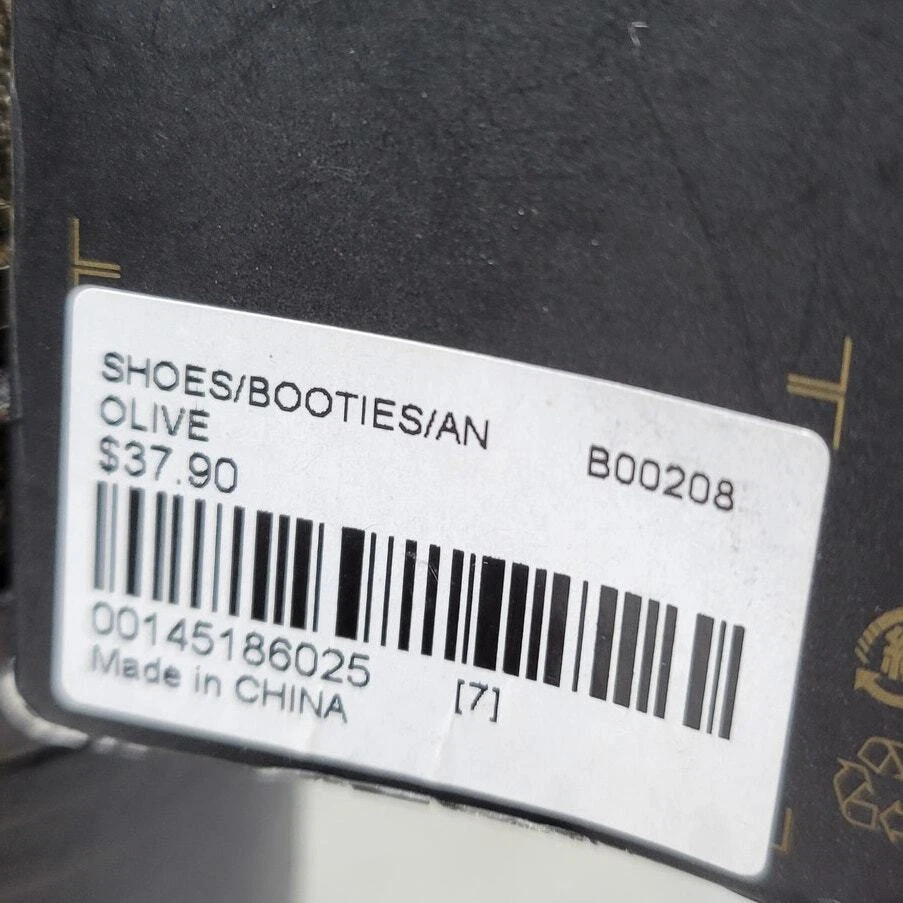 SHOES/BOOTIES/AN
OLIVE
B00208
$37.90
00145186025
Made in CHINA
[7]